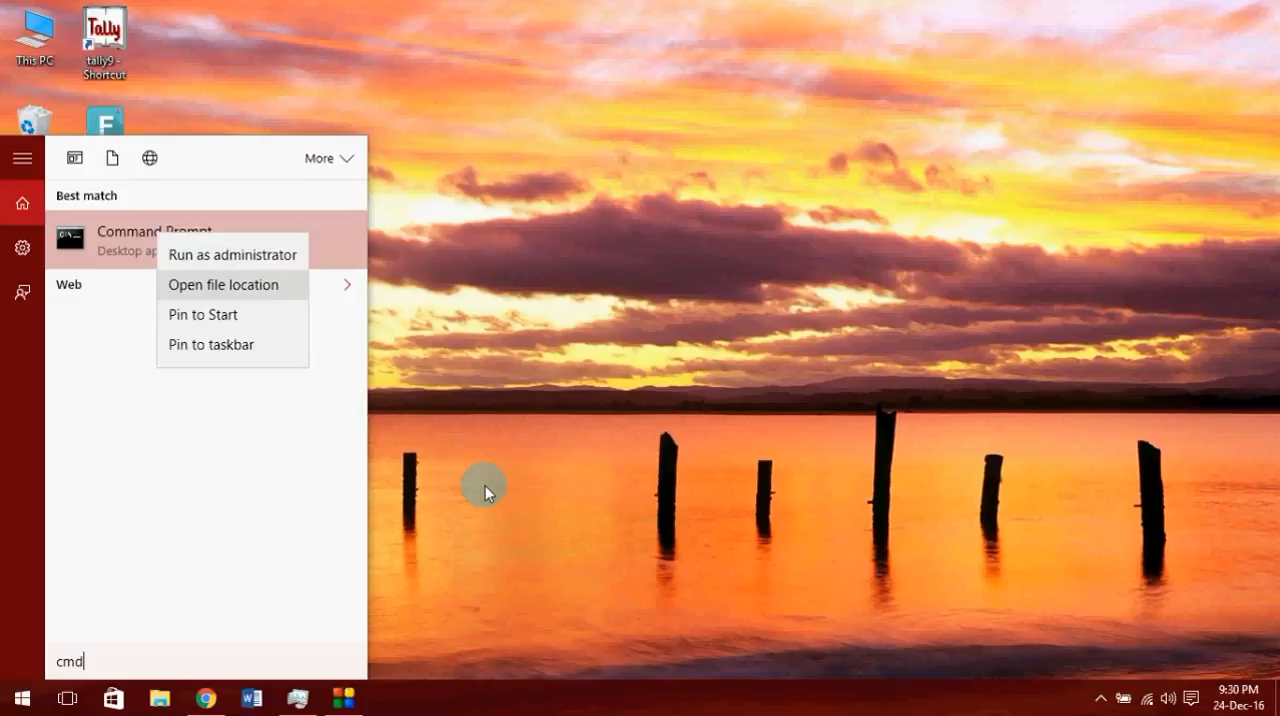 This PC
Tally
tally9 -
Shortcut
F
More
Best match
Command Prompt
Desktop ap
Run as administrator
Web
Open file location
Pin to Start
Pin to taskbar
cmd
9:30 PM
24-Dec-16